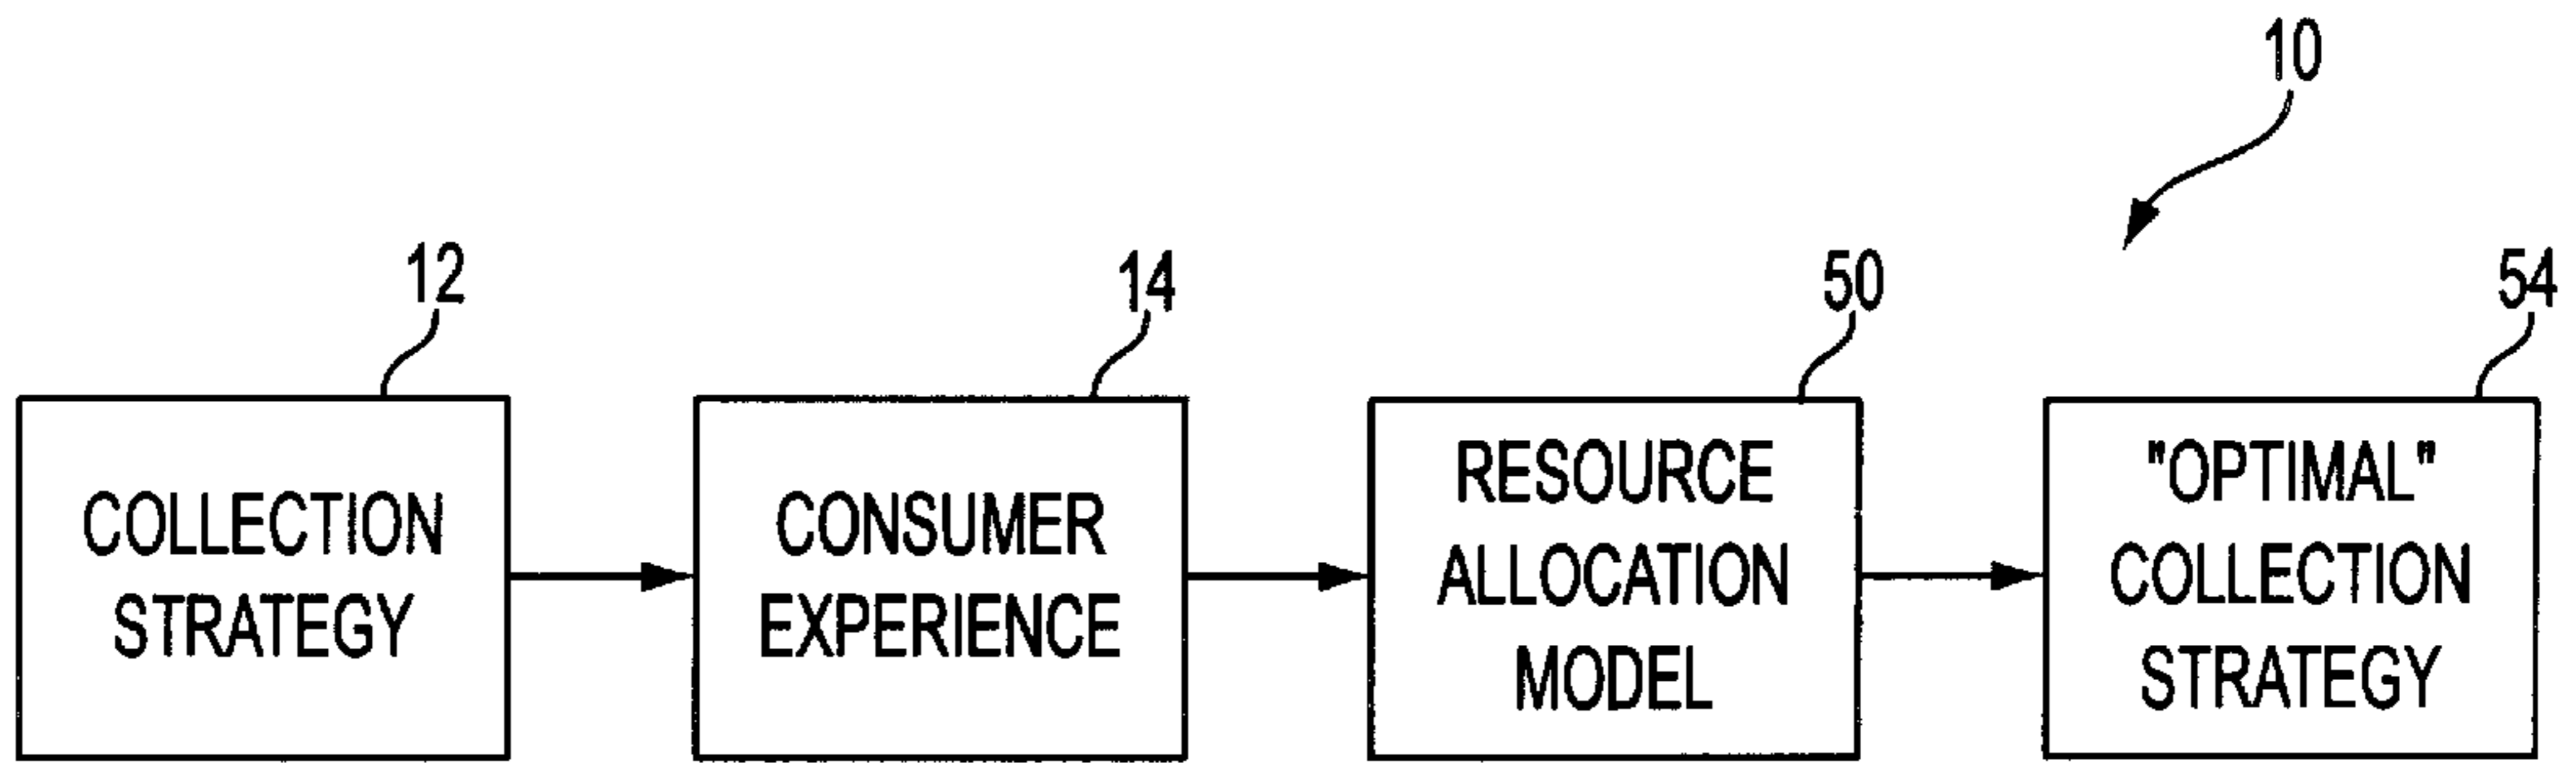 10
12
14
50
54
COLLECTION
STRATEGY
CONSUMER
EXPERIENCE
RESOURCE
ALLOCATION
MODEL
"OPTIMAL"
COLLECTION
STRATEGY